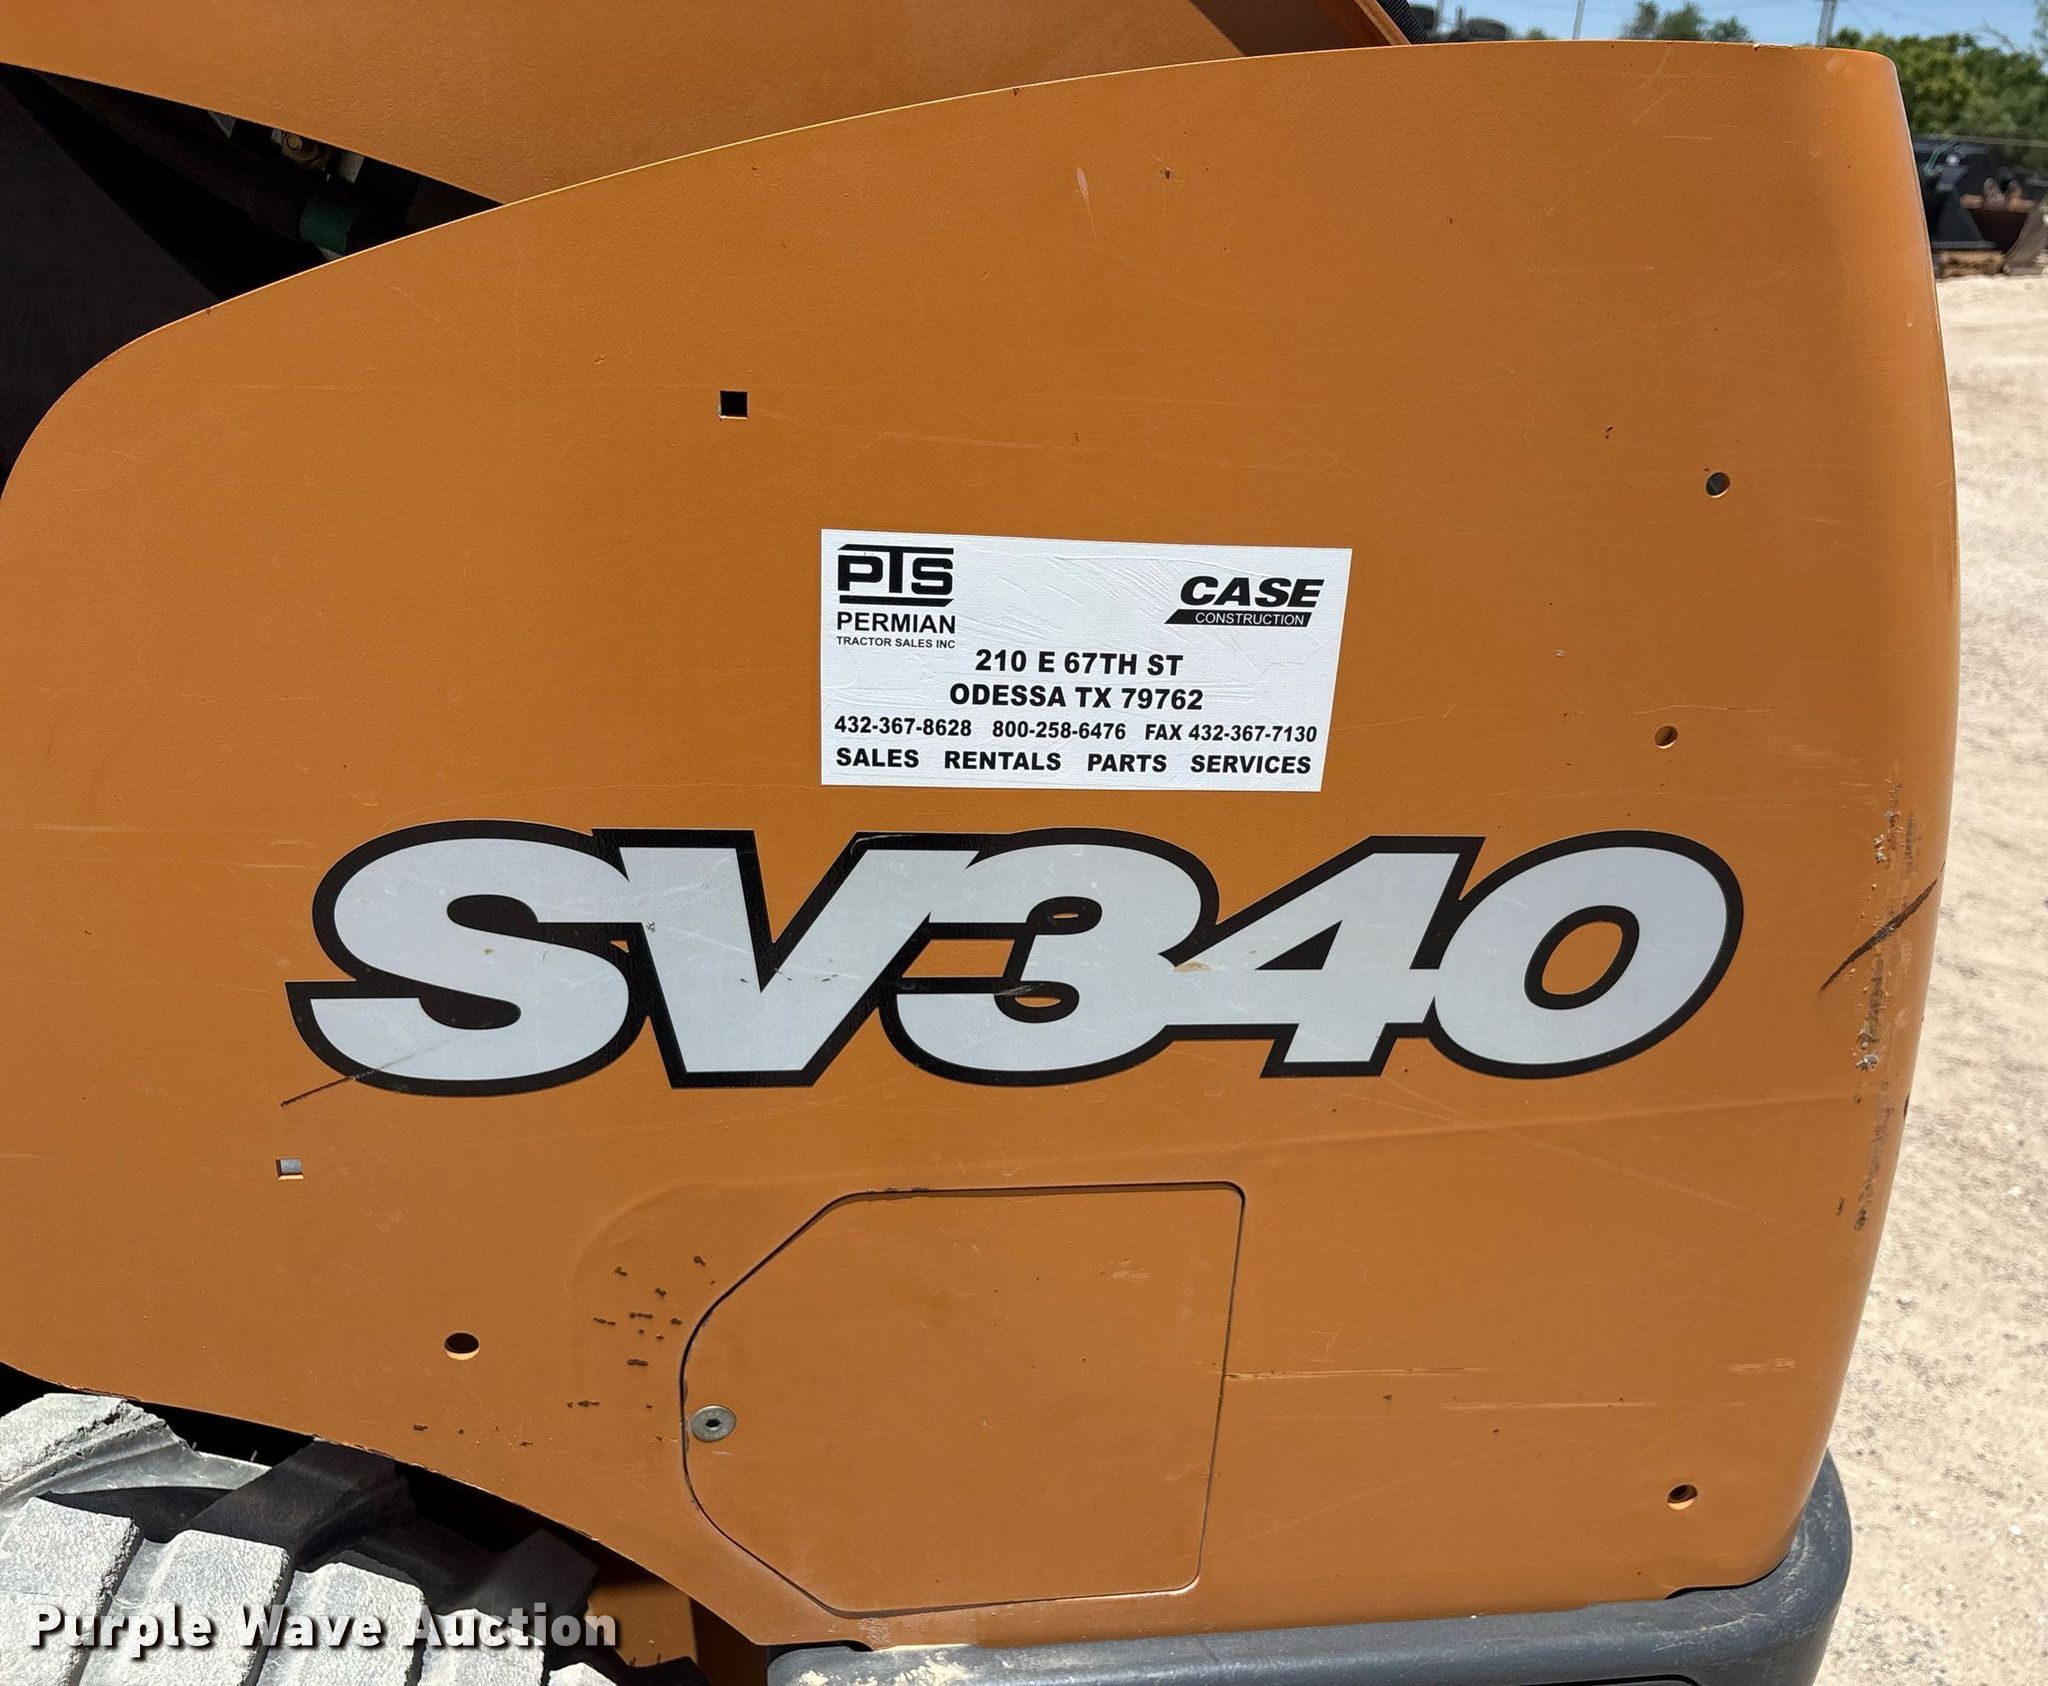 PTS
PERMIAN
TRACTOR SALES INC
CASE
CONSTRUCTION
210 E 67TH ST
ODESSA TX 79762
432-367-8628 800-258-6476 FAX 432-367-7130
SALES RENTALS PARTS SERVICES
SV340
Purple Wave Auction